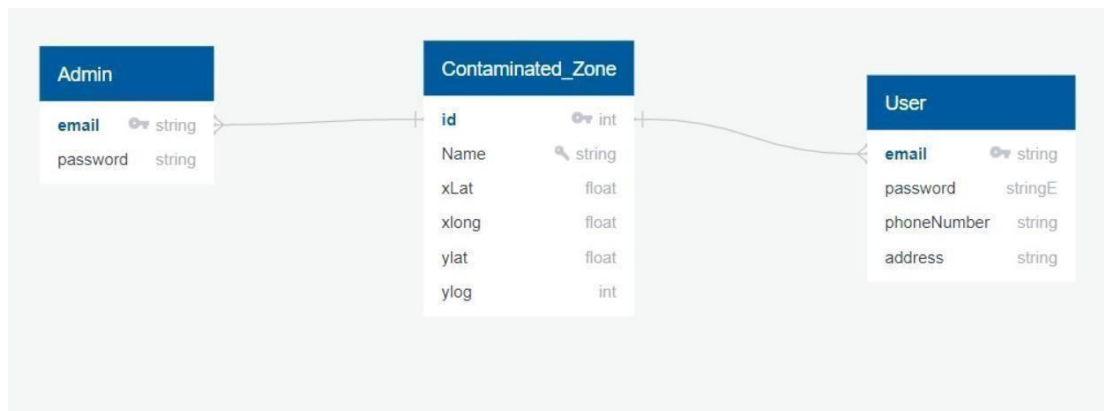 Admin
email string
password string
Contaminated_Zone
id int
Name string
xLat float
xlong float
ylat float
ylog int
User
email string
password stringE
phoneNumber string
address string